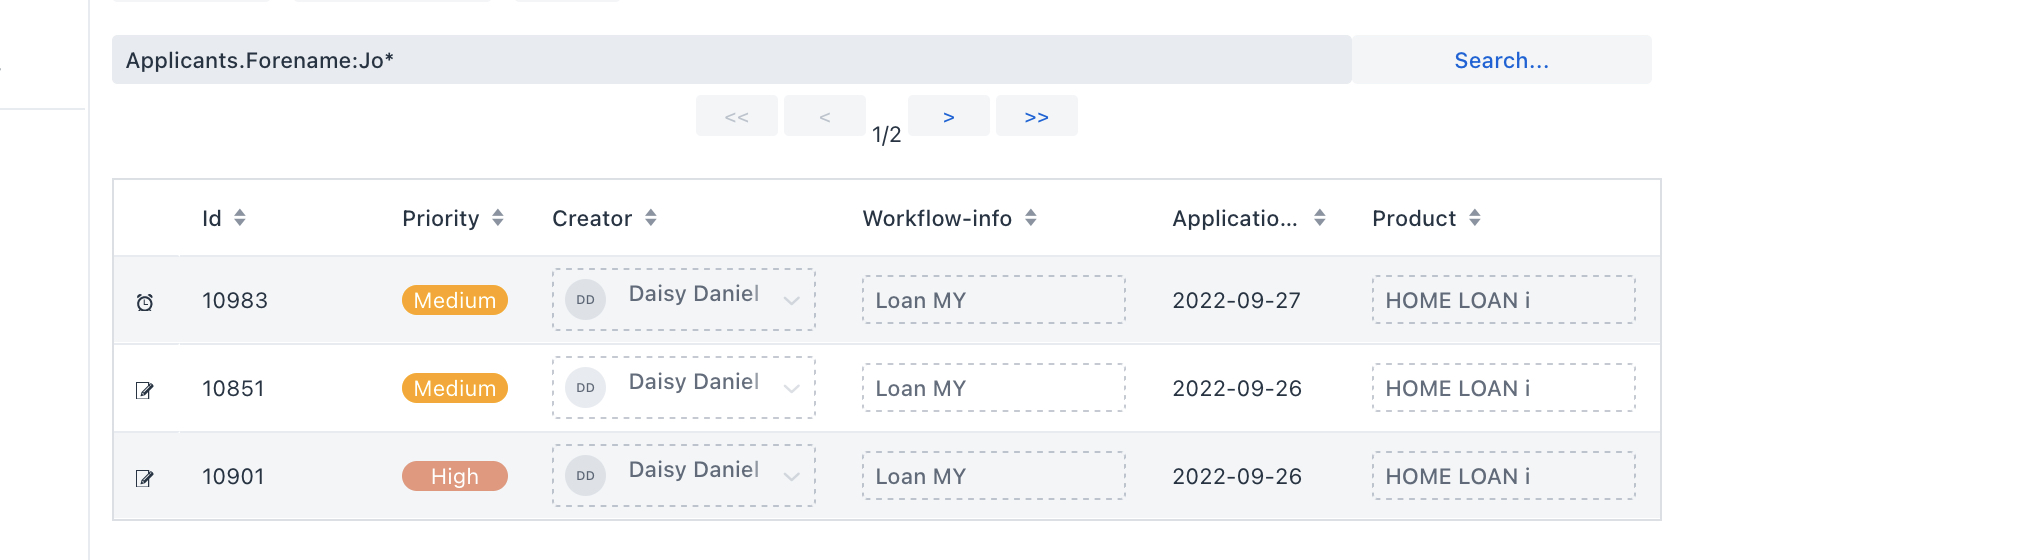 Applicants.Forename:Jo* Search...
<< < 1/2 > >>
Id Priority Creator Workflow-info Applicatio... Product
10983 Medium DD Daisy Daniel Loan MY 2022-09-27 HOME LOAN i
10851 Medium DD Daisy Daniel Loan MY 2022-09-26 HOME LOAN i
10901 High DD Daisy Daniel Loan MY 2022-09-26 HOME LOAN i